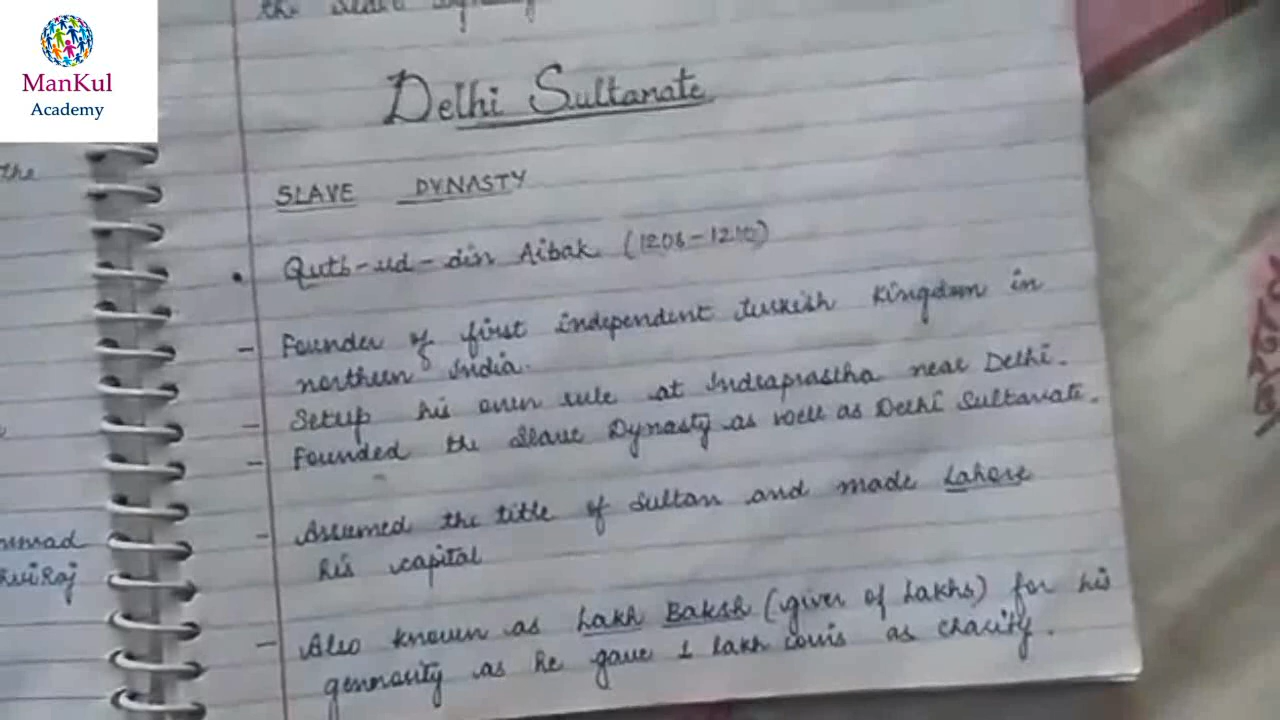 ManKul
Academy
the Slave
Delhi Sultanate
the
SLAVE DYNASTY
• Qutb-ud-din Aibak (1206-1210)
- Founder of first independent turkish kingdom in
northern India.
- Setup his own rule at Indraprastha near Delhi.
- Founded the Slave Dynasty as well as Delhi Sultanate.
- Assumed the title of Sultan and made Lahore
his capital
- Also known as Lakh Baksh (giver of Lakhs) for his
generosity as he gave 1 lakh coins as charity.